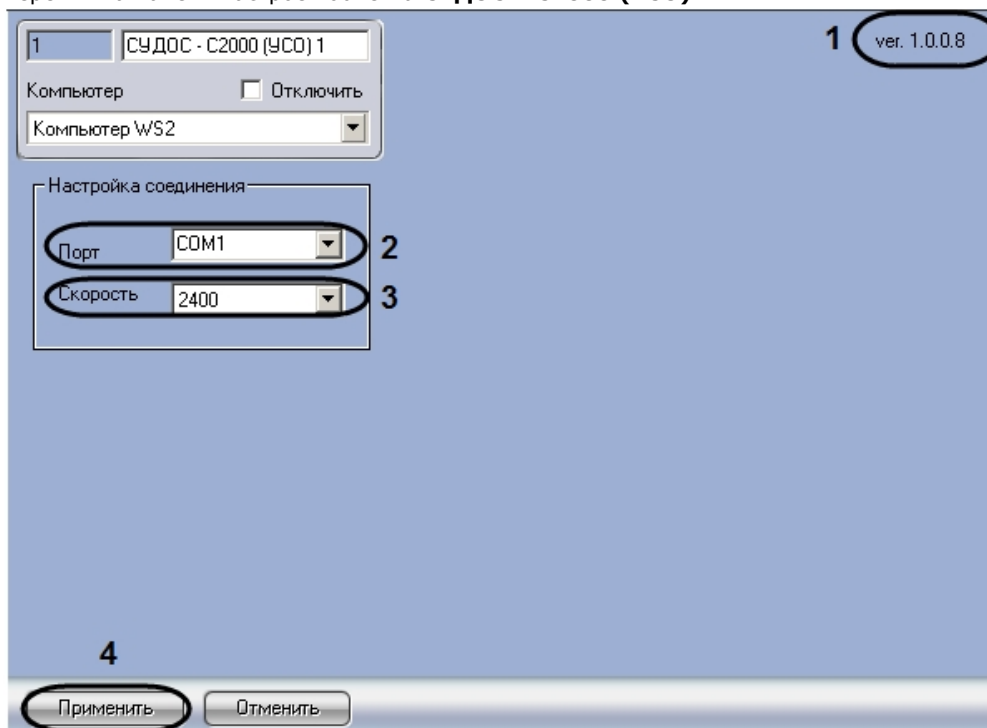 1 СУДОС - С2000 (УСО) 1
1 ver. 1.0.0.8
Компьютер Отключить
Компьютер WS2
Настройка соединения
Порт COM1 2
Скорость 2400 3
4
Применить Отменить